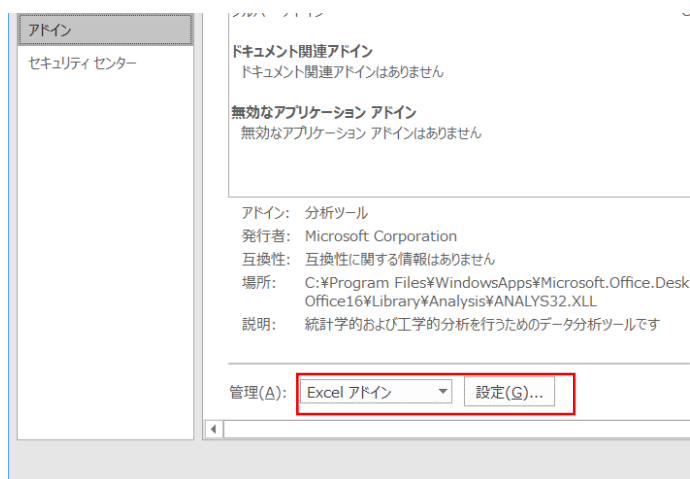 アドイン
セキュリティ センター
ドキュメント関連アドイン
ドキュメント関連アドインはありません
無効なアプリケーション アドイン
無効なアプリケーション アドインはありません
アドイン: 分析ツール
発行者: Microsoft Corporation
互換性: 互換性に関する情報はありません
場所: C:¥Program Files¥WindowsApps¥Microsoft.Office.Desk
Office16¥Library¥Analysis¥ANALYS32.XLL
説明: 統計学的および工学的分析を行うためのデータ分析ツールです
管理(A): Excel アドイン 設定(G)...